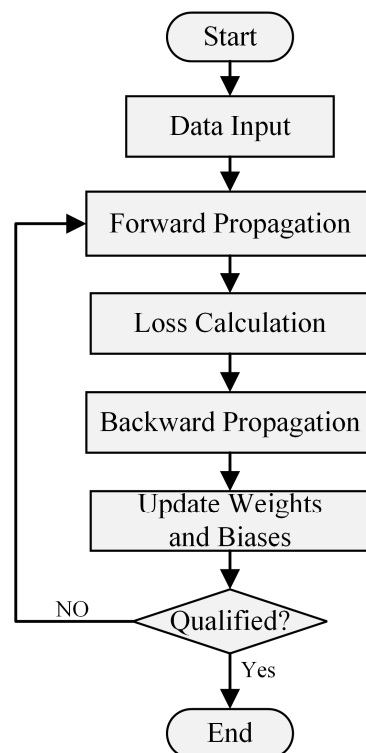 Start
Data Input
Forward Propagation
Loss Calculation
Backward Propagation
Update Weights
and Biases
NO
Qualified?
Yes
End